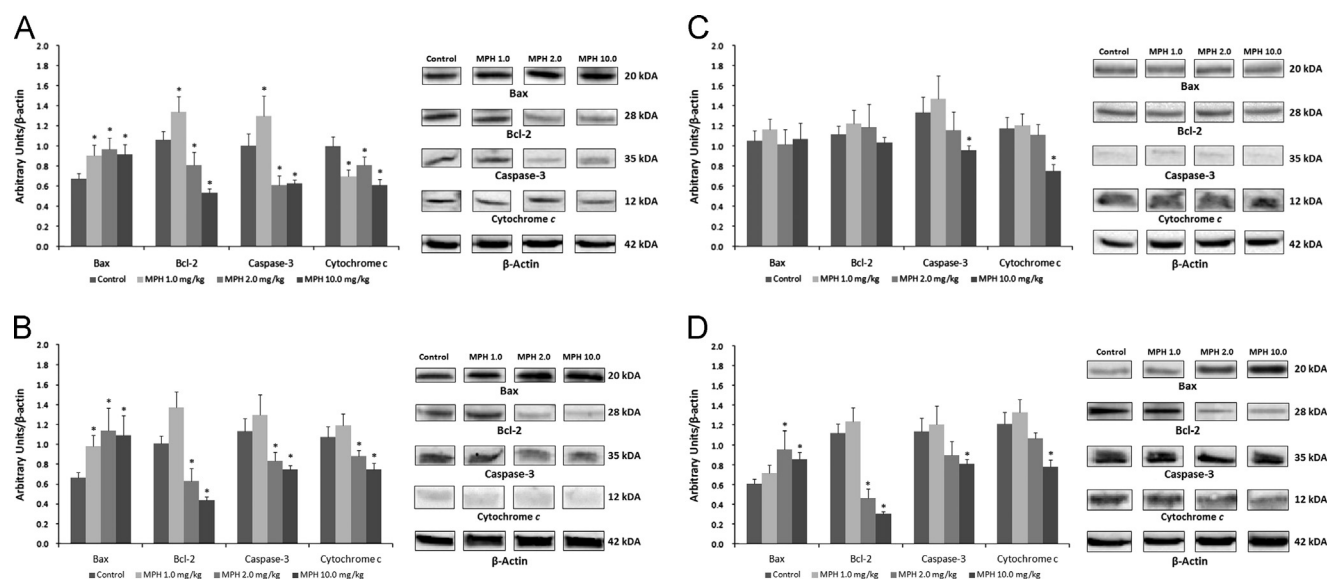 A
Arbitrary Units/β-actin
2.0
1.8
1.6
1.4
1.2
1.0
0.8
0.6
0.4
0.2
0.0
* * * * * * * * * * * *
Bax Bcl-2 Caspase-3 Cytochrome c
Control MPH 1.0 mg/kg MPH 2.0 mg/kg MPH 10.0 mg/kg
Control MPH 1.0 MPH 2.0 MPH 10.0
20 kDA
Bax
28 kDA
Bcl-2
35 kDA
Caspase-3
12 kDA
Cytochrome c
42 kDA
β-Actin
C
Arbitrary Units/β-actin
2.0
1.8
1.6
1.4
1.2
1.0
0.8
0.6
0.4
0.2
0.0
* *
Bax Bcl-2 Caspase-3 Cytochrome c
Control MPH 1.0 mg/kg MPH 2.0 mg/kg MPH 10.0 mg/kg
Control MPH 1.0 MPH 2.0 MPH 10.0
20 kDA
Bax
28 kDA
Bcl-2
35 kDA
Caspase-3
12 kDA
Cytochrome c
42 kDA
β-Actin
B
Arbitrary Units/β-actin
2.0
1.8
1.6
1.4
1.2
1.0
0.8
0.6
0.4
0.2
0.0
* * * * * * * * *
Bax Bcl-2 Caspase-3 Cytochrome c
Control MPH 1.0 mg/kg MPH 2.0 mg/kg MPH 10.0 mg/kg
Control MPH 1.0 MPH 2.0 MPH 10.0
20 kDA
Bax
28 kDA
Bcl-2
35 kDA
Caspase-3
12 kDA
Cytochrome c
42 kDA
β-Actin
D
Arbitrary Units/β-actin
2.0
1.8
1.6
1.4
1.2
1.0
0.8
0.6
0.4
0.2
0.0
* * * * * *
Bax Bcl-2 Caspase-3 Cytochrome c
Control MPH 1.0 mg/kg MPH 2.0 mg/kg MPH 10.0 mg/kg
Control MPH 1.0 MPH 2.0 MPH 10.0
20 kDA
Bax
28 kDA
Bcl-2
35 kDA
Caspase-3
12 kDA
Cytochrome c
42 kDA
β-Actin